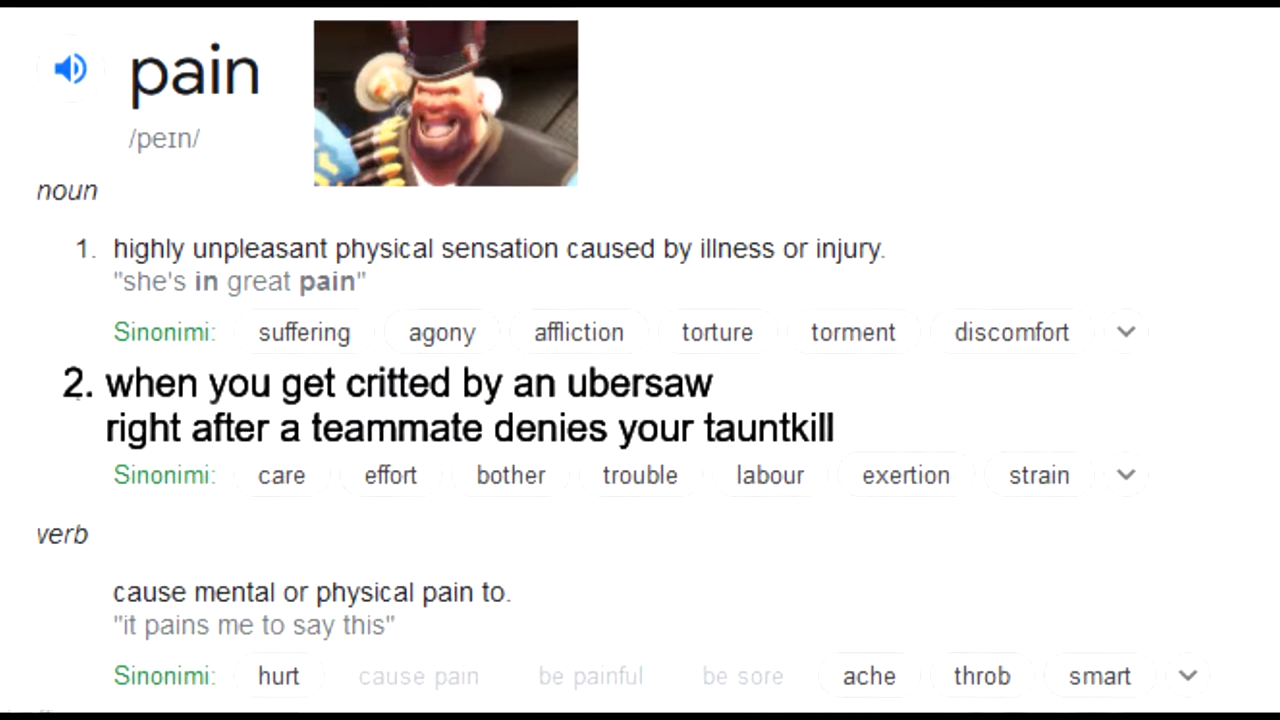 pain
/peɪn/
noun
1. highly unpleasant physical sensation caused by illness or injury.
"she's in great pain"
Sinonimi: suffering agony affliction torture torment discomfort
2. when you get critted by an ubersaw
right after a teammate denies your tauntkill
Sinonimi: care effort bother trouble labour exertion strain
verb
cause mental or physical pain to.
"it pains me to say this"
Sinonimi: hurt cause pain be painful be sore ache throb smart